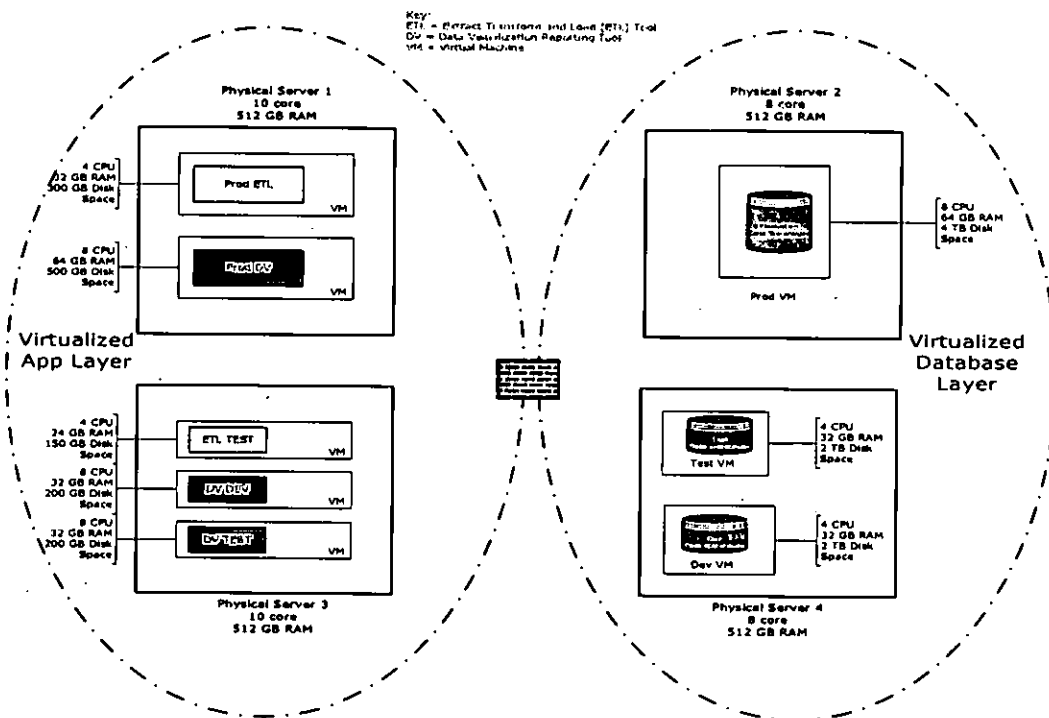 Key:
ETL = Extract Transform and Load (ETL) Tool
DV = Data Visualization Reporting Tool
VM = Virtual Machine
Physical Server 1
10 core
512 GB RAM
4 CPU
32 GB RAM
300 GB Disk
Space
Prod ETL
VM
8 CPU
64 GB RAM
500 GB Disk
Space
Prod DV
VM
Virtualized
App Layer
4 CPU
24 GB RAM
150 GB Disk
Space
ETL TEST
VM
8 CPU
32 GB RAM
200 GB Disk
Space
DV DEV
VM
8 CPU
32 GB RAM
200 GB Disk
Space
DV TEST
VM
Physical Server 3
10 core
512 GB RAM
Physical Server 2
8 core
512 GB RAM
Prod VM
8 CPU
64 GB RAM
4 TB Disk
Space
Virtualized
Database
Layer
Test VM
4 CPU
32 GB RAM
2 TB Disk
Space
Dev VM
4 CPU
32 GB RAM
2 TB Disk
Space
Physical Server 4
8 core
512 GB RAM